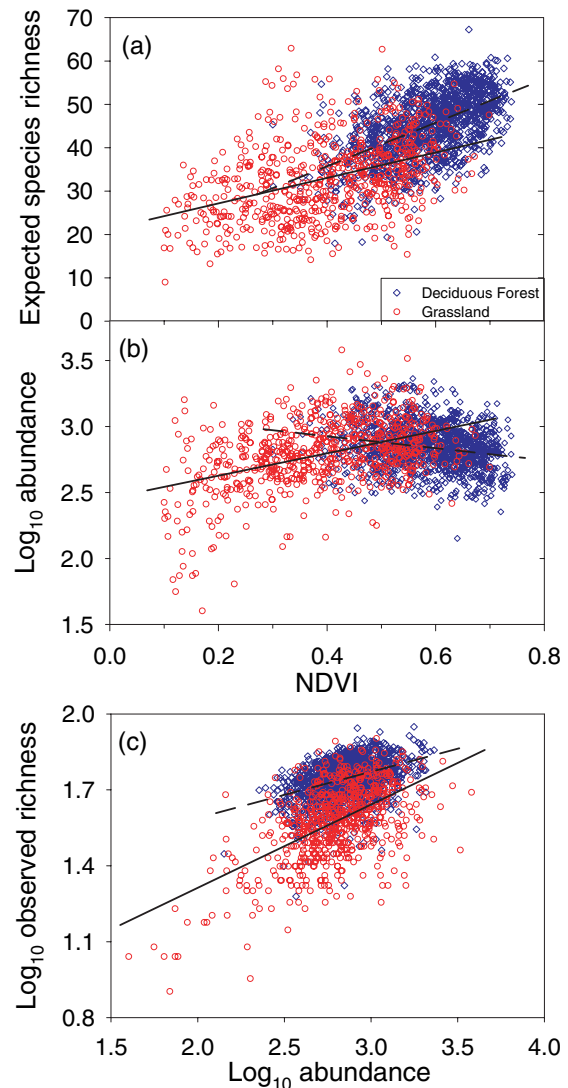 (a)
Expected species richness
70
60
50
40
30
20
10
0
Deciduous Forest
Grassland
(b)
Log10 abundance
3.5
3.0
2.5
2.0
1.5
0.0 0.2 0.4 0.6 0.8
NDVI
(c)
Log10 observed richness
2.0
1.7
1.4
1.1
0.8
1.5 2.0 2.5 3.0 3.5 4.0
Log10 abundance